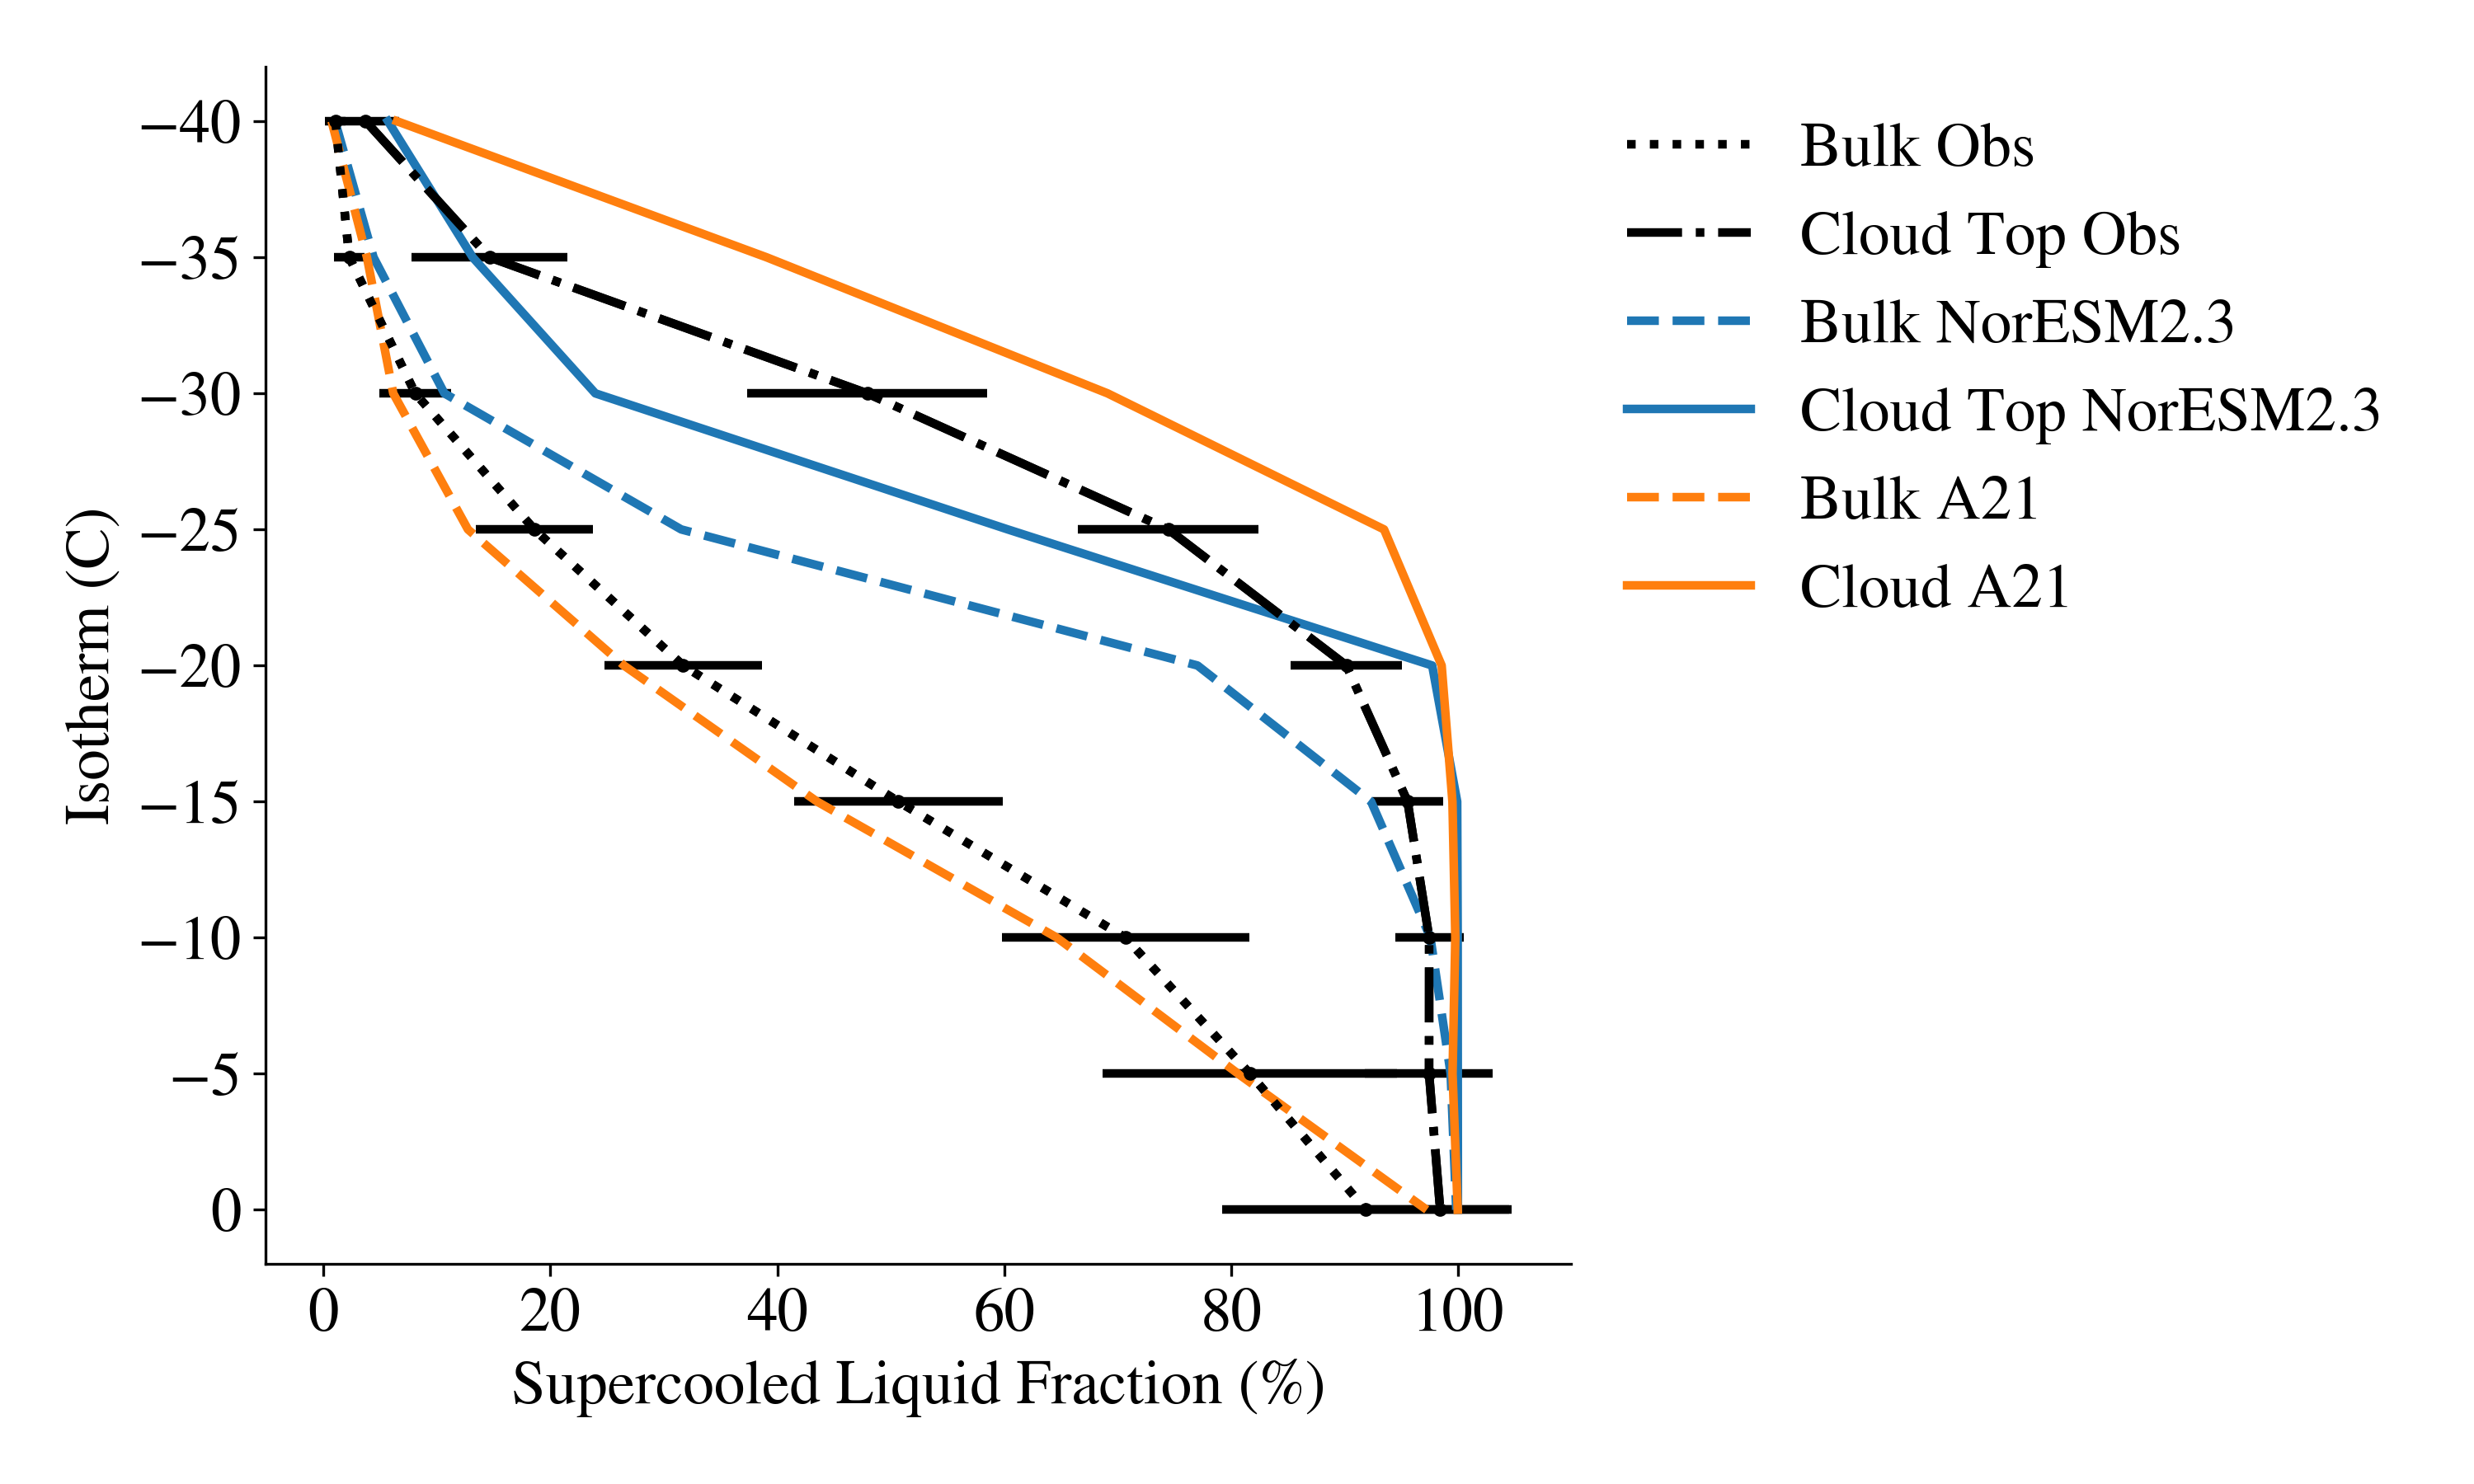 Isotherm (C)
−40
−35
−30
−25
−20
−15
−10
−5
0
0 20 40 60 80 100
Supercooled Liquid Fraction (%)
Bulk Obs
Cloud Top Obs
Bulk NorESM2.3
Cloud Top NorESM2.3
Bulk A21
Cloud A21